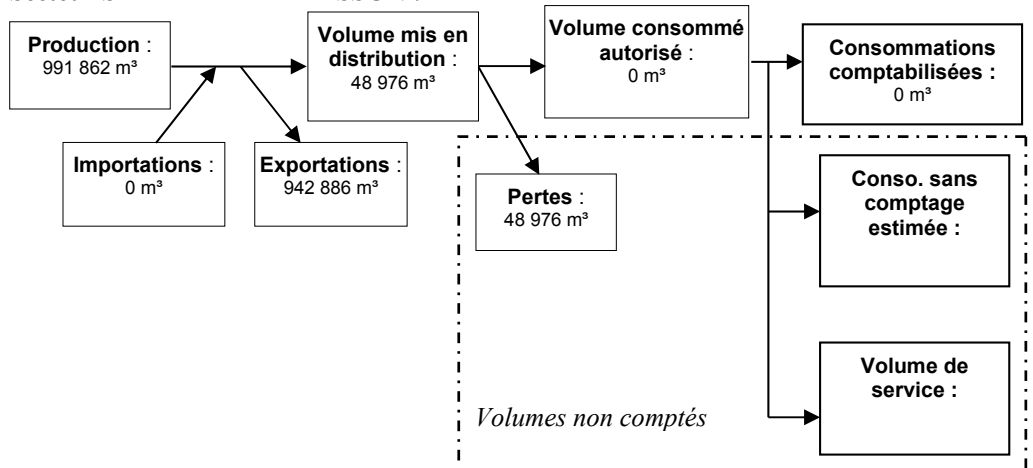 Production :
991 862 m³
Volume mis en
distribution :
48 976 m³
Volume consommé
autorisé :
0 m³
Consommations
comptabilisées :
0 m³
Importations :
0 m³
Exportations :
942 886 m³
Pertes :
48 976 m³
Conso. sans
comptage
estimée :
Volume de
service :
Volumes non comptés